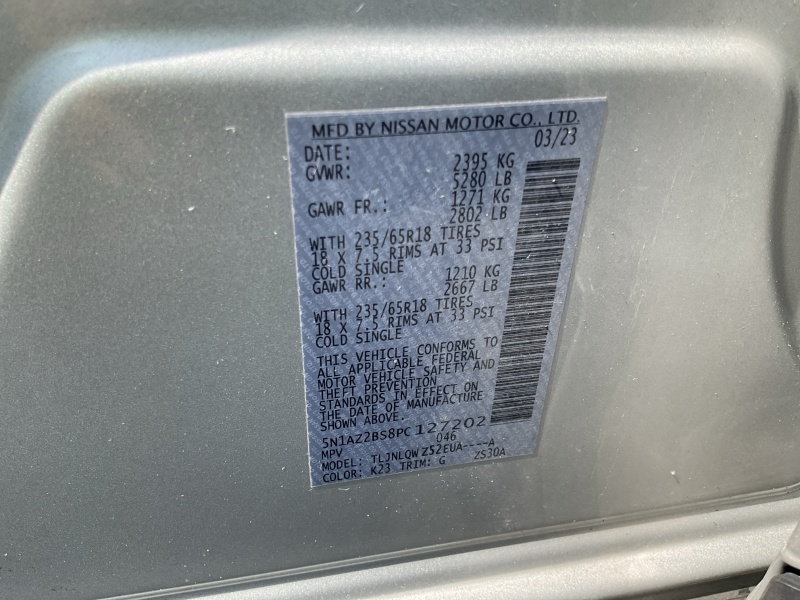 MFD BY NISSAN MOTOR CO., LTD.
DATE: 03/23
GVWR: 2395 KG
5280 LB
GAWR FR.: 1271 KG
2802 LB
WITH 235/65R18 TIRES
18 X 7.5 RIMS AT 33 PSI
COLD SINGLE
GAWR RR.: 1210 KG
2667 LB
WITH 235/65R18 TIRES
18 X 7.5 RIMS AT 33 PSI
COLD SINGLE
THIS VEHICLE CONFORMS TO
ALL APPLICABLE FEDERAL
MOTOR VEHICLE SAFETY AND
THEFT PREVENTION
STANDARDS IN EFFECT ON
THE DATE OF MANUFACTURE
SHOWN ABOVE.
5N1AZ2BS8PC127202
MPV 046
MODEL: TLJNLQWZ52EUA----A
COLOR: K23 TRIM: G ZS30A